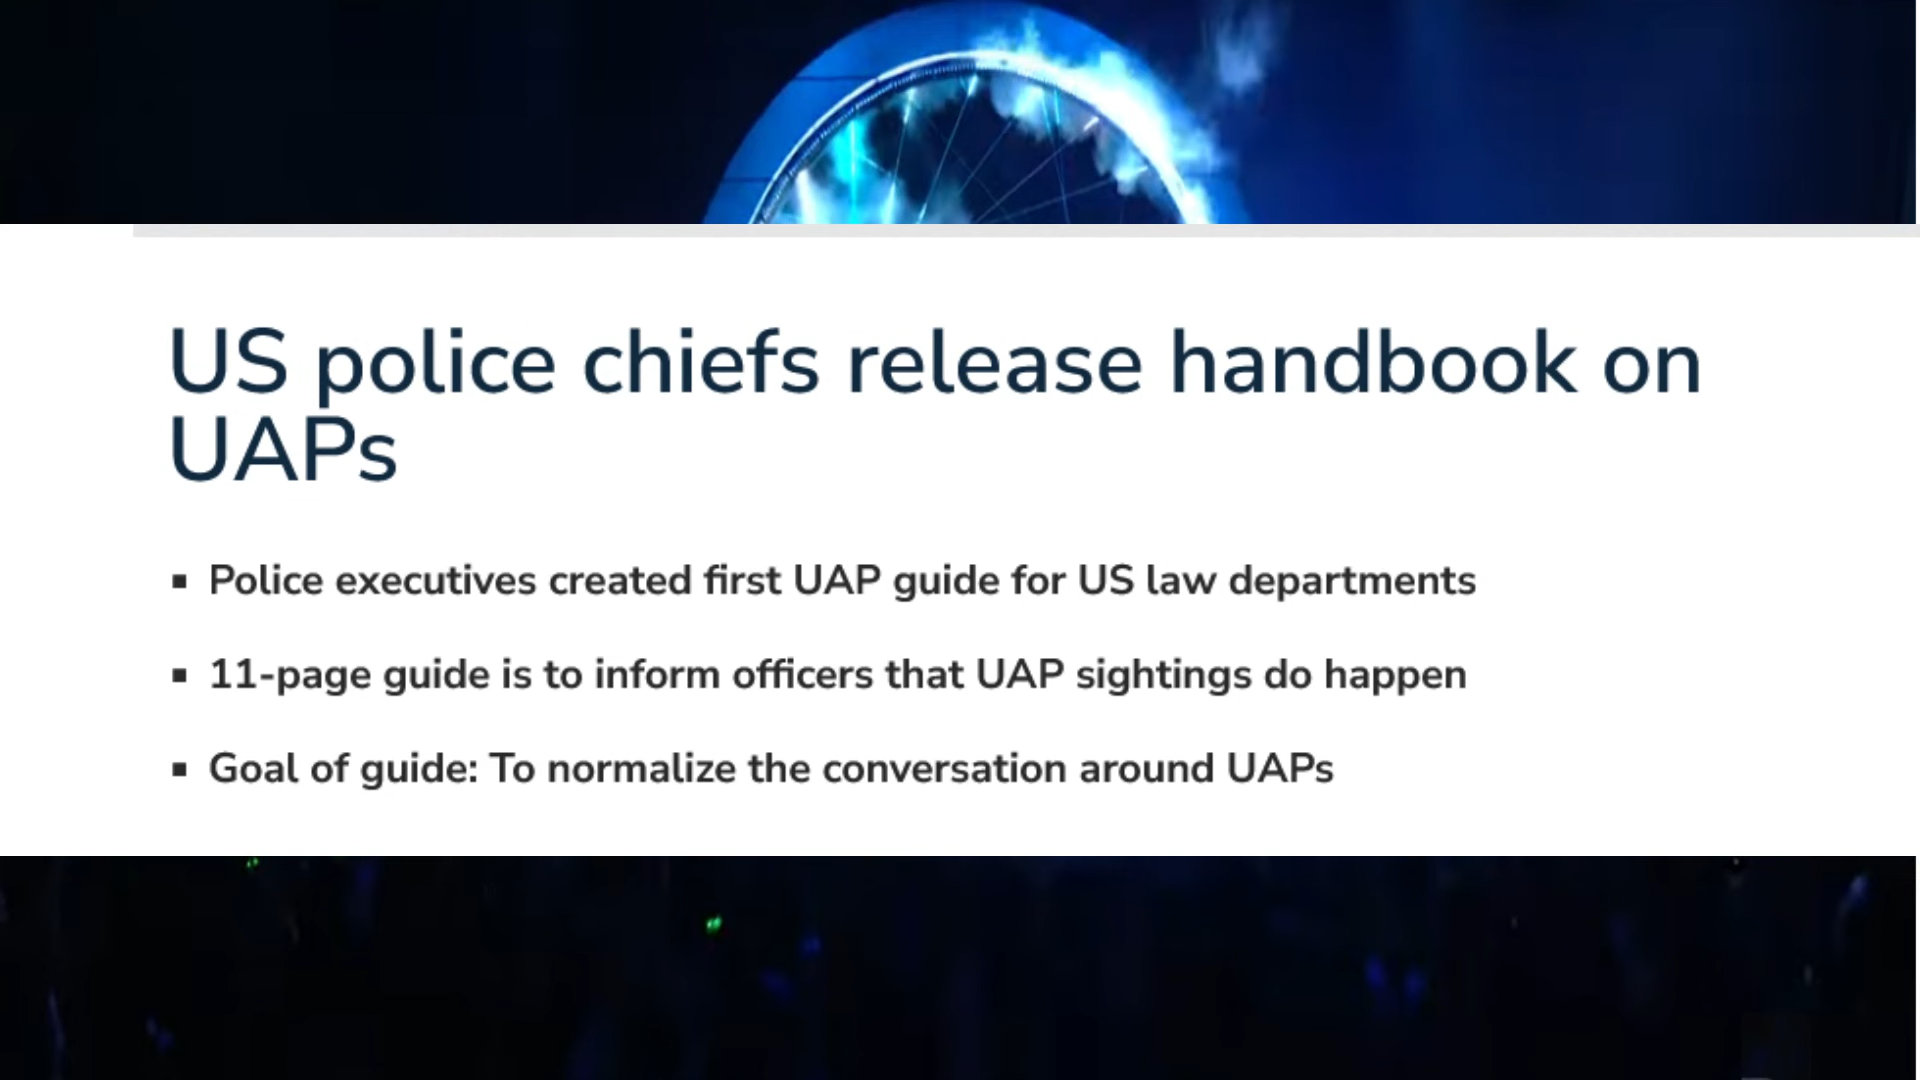 US police chiefs release handbook on
UAPs
▪ Police executives created first UAP guide for US law departments
▪ 11-page guide is to inform officers that UAP sightings do happen
▪ Goal of guide: To normalize the conversation around UAPs